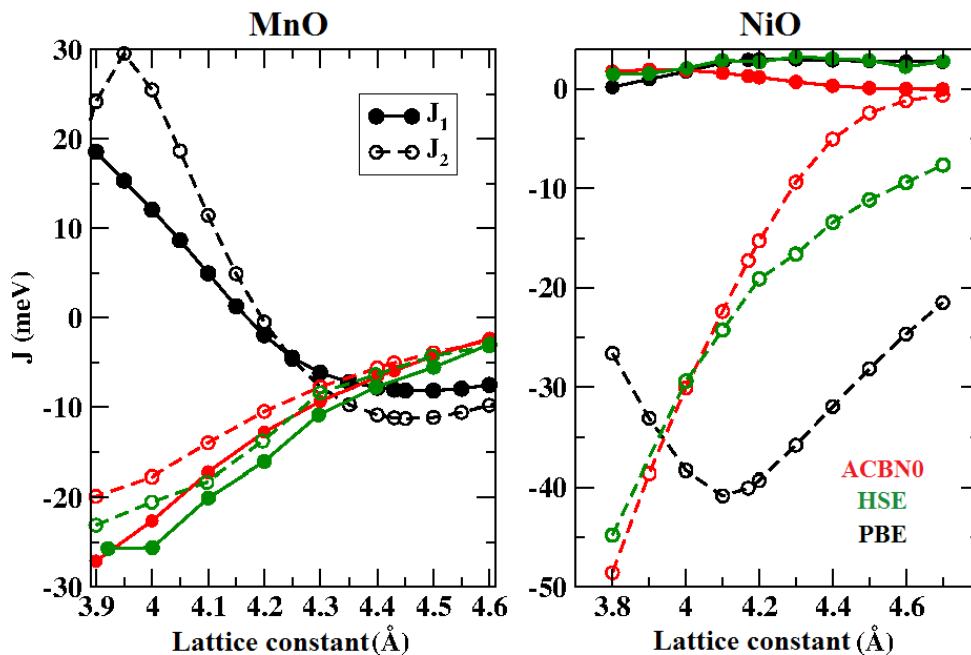 MnO
NiO
30
20
10
0
-10
-20
-30
J (meV)
J1
J2
3.9 4 4.1 4.2 4.3 4.4 4.5 4.6
Lattice constant (Å)
0
-10
-20
-30
-40
-50
ACBN0
HSE
PBE
3.8 4 4.2 4.4 4.6
Lattice constant (Å)